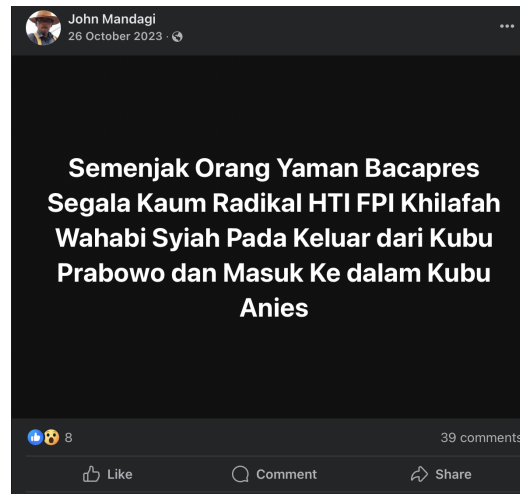 John Mandagi
26 October 2023 ·
Semenjak Orang Yaman Bacapres
Segala Kaum Radikal HTI FPI Khilafah
Wahabi Syiah Pada Keluar dari Kubu
Prabowo dan Masuk Ke dalam Kubu
Anies
8 39 comments
Like Comment Share